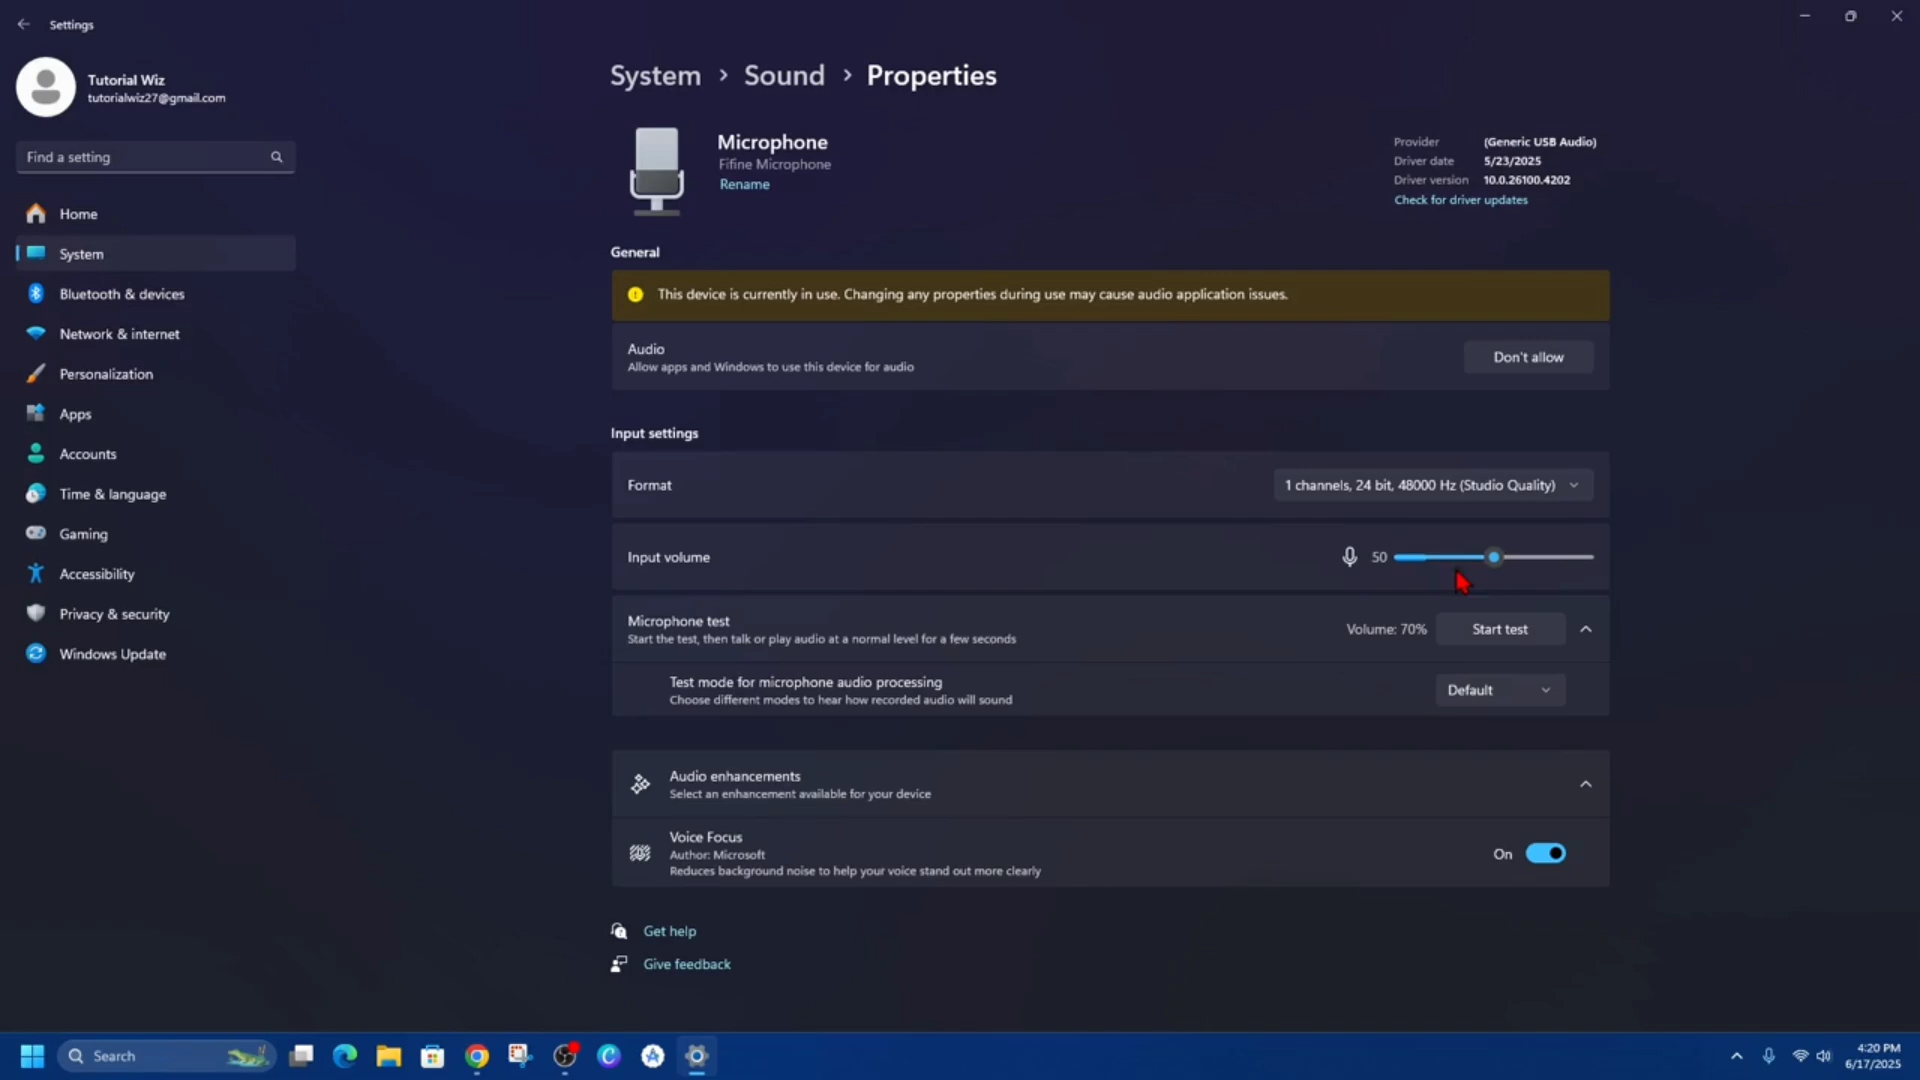 Settings
Tutorial Wiz
tutorialwiz27@gmail.com
Find a setting
Home
System
Bluetooth & devices
Network & internet
Personalization
Apps
Accounts
Time & language
Gaming
Accessibility
Privacy & security
Windows Update
System > Sound > Properties
Microphone
Fifine Microphone
Rename
Provider (Generic USB Audio)
Driver date 5/23/2025
Driver version 10.0.26100.4202
Check for driver updates
General
This device is currently in use. Changing any properties during use may cause audio application issues.
Audio
Allow apps and Windows to use this device for audio
Don't allow
Input settings
Format
1 channels, 24 bit, 48000 Hz (Studio Quality)
Input volume
50
Microphone test
Start the test, then talk or play audio at a normal level for a few seconds
Volume: 70%
Start test
Test mode for microphone audio processing
Choose different modes to hear how recorded audio will sound
Default
Audio enhancements
Select an enhancement available for your device
Voice Focus
Author: Microsoft
Reduces background noise to help your voice stand out more clearly
On
Get help
Give feedback
Search
4:20 PM
6/17/2025